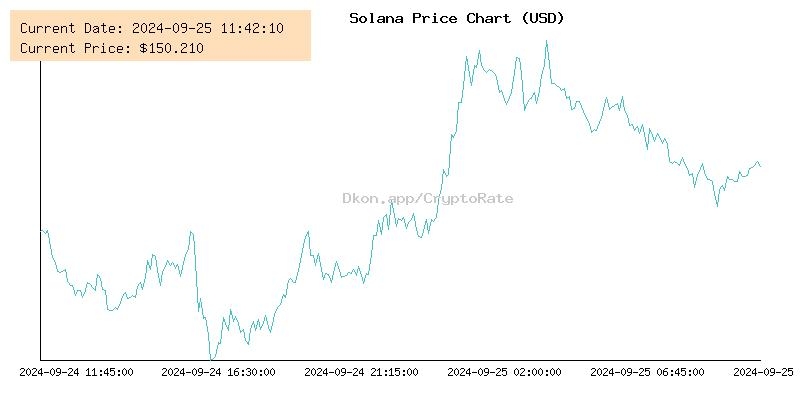 Solana Price Chart (USD)
Current Date: 2024-09-25 11:42:10
Current Price: $150.210
Dkon.app/CryptoRate
2024-09-24 11:45:00 2024-09-24 16:30:00 2024-09-24 21:15:00 2024-09-25 02:00:00 2024-09-25 06:45:00 2024-09-25